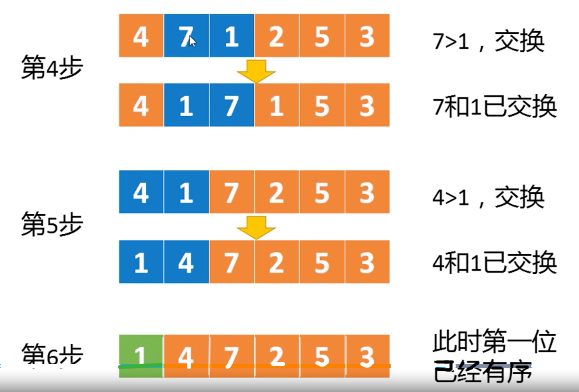 4 7 1 2 5 3
7>1，交换
第4步
4 1 7 1 5 3
7和1已交换
4 1 7 2 5 3
4>1，交换
第5步
1 4 7 2 5 3
4和1已交换
第6步
1 4 7 2 5 3
此时第一位
已经有序